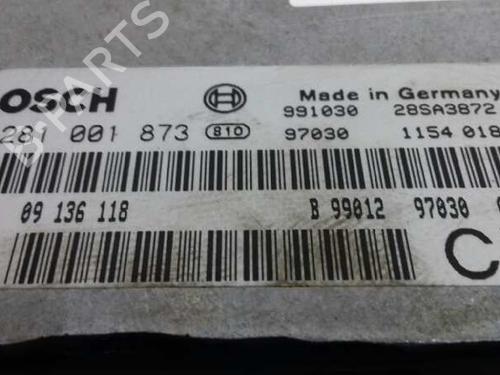 B PARTS
OSCH
Made in Germany
991030 28SA3872
281 001 873 810 97030 1154 018
09 136 118 B 99012 97030
C